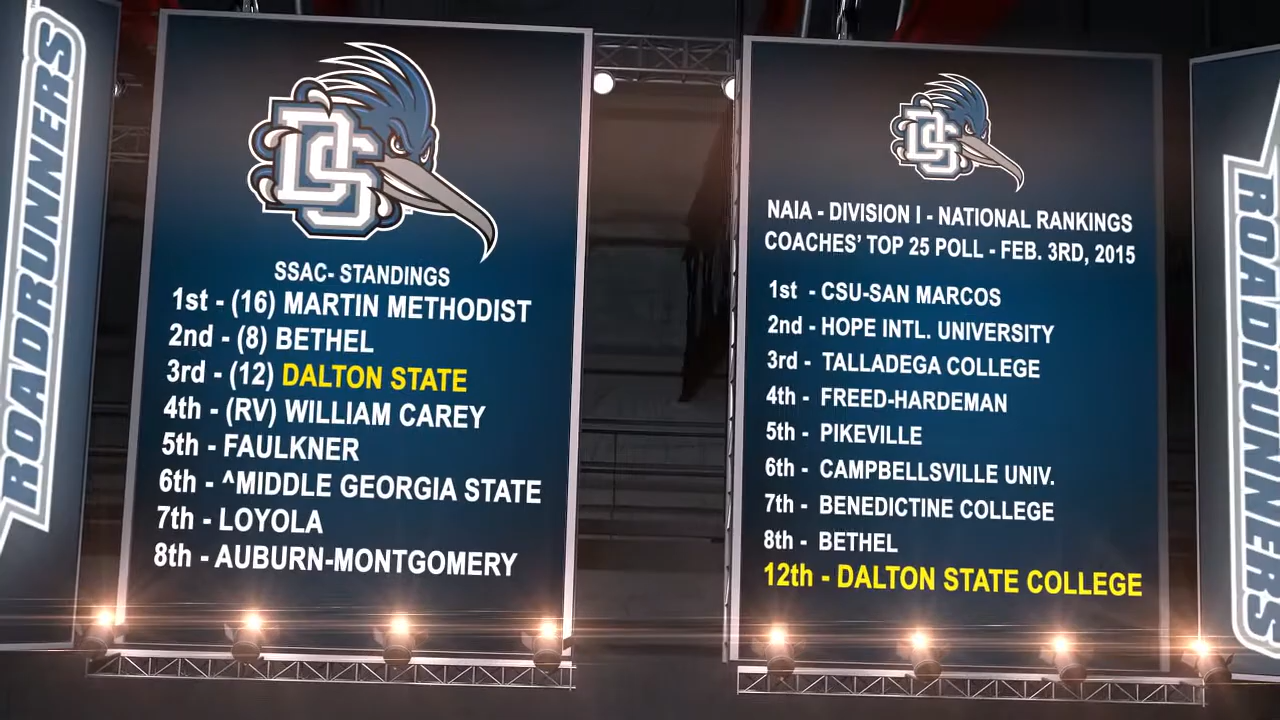 ROADRUNNERS
DS
SSAC- STANDINGS
1st - (16) MARTIN METHODIST
2nd - (8) BETHEL
3rd - (12) DALTON STATE
4th - (RV) WILLIAM CAREY
5th - FAULKNER
6th - ^MIDDLE GEORGIA STATE
7th - LOYOLA
8th - AUBURN-MONTGOMERY
DS
NAIA - DIVISION I - NATIONAL RANKINGS
COACHES' TOP 25 POLL - FEB. 3RD, 2015
1st - CSU-SAN MARCOS
2nd - HOPE INTL. UNIVERSITY
3rd - TALLADEGA COLLEGE
4th - FREED-HARDEMAN
5th - PIKEVILLE
6th - CAMPBELLSVILLE UNIV.
7th - BENEDICTINE COLLEGE
8th - BETHEL
12th - DALTON STATE COLLEGE
ROADRUNNERS